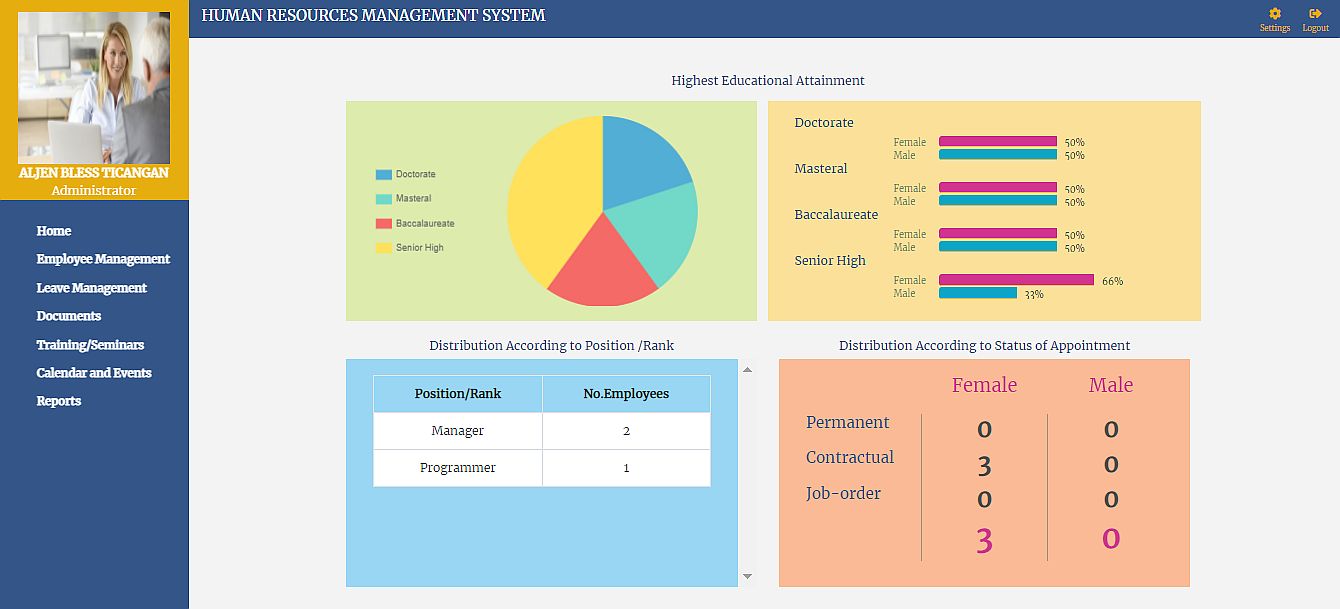 HUMAN RESOURCES MANAGEMENT SYSTEM
Settings
Logout
ALJEN BLESS TICANGAN
Administrator
Home
Employee Management
Leave Management
Documents
Training/Seminars
Calendar and Events
Reports
Highest Educational Attainment
Doctorate
Masteral
Baccalaureate
Senior High
Doctorate
Female 50%
Male 50%
Masteral
Female 50%
Male 50%
Baccalaureate
Female 50%
Male 50%
Senior High
Female 66%
Male 33%
Distribution According to Position /Rank
Position/Rank No.Employees
Manager 2
Programmer 1
Distribution According to Status of Appointment
Female Male
Permanent 0 0
Contractual 3 0
Job-order 0 0
3 0